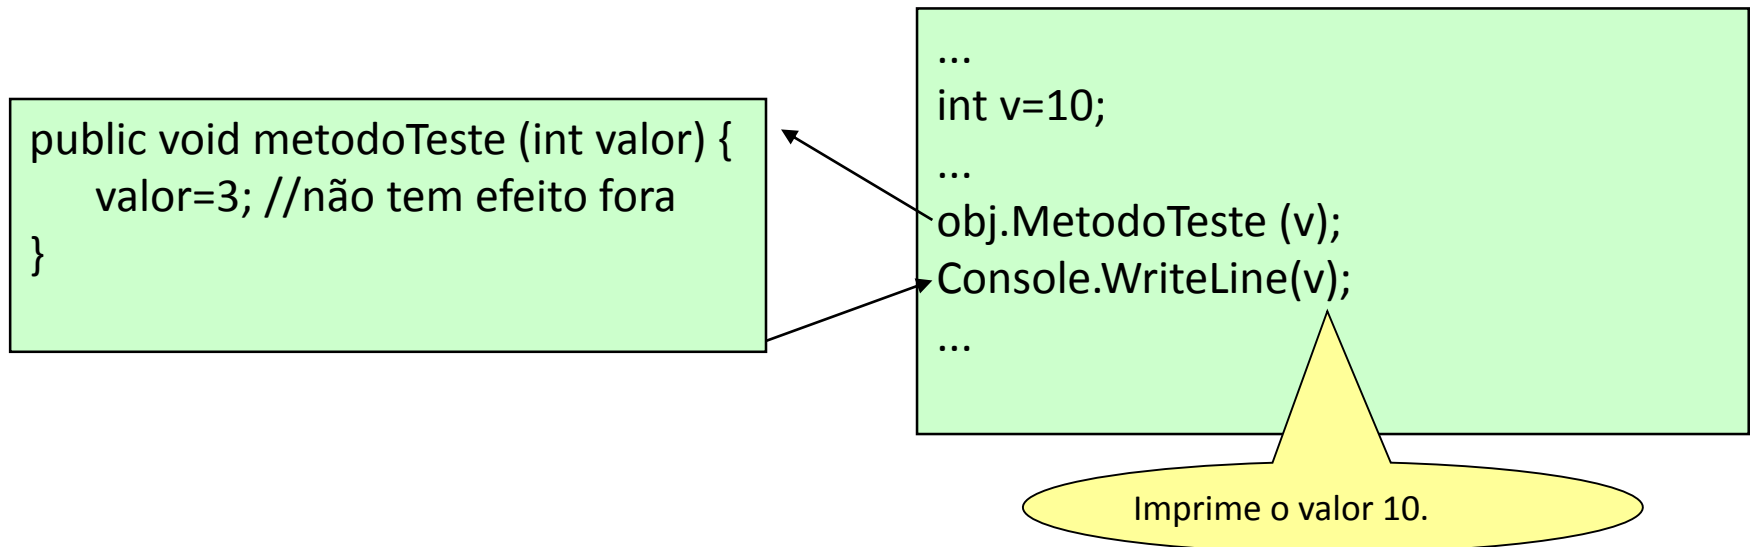 public void metodoTeste (int valor) {
valor=3; //não tem efeito fora
}
...
int v=10;
...
obj.MetodoTeste (v);
Console.WriteLine(v);
...
Imprime o valor 10.